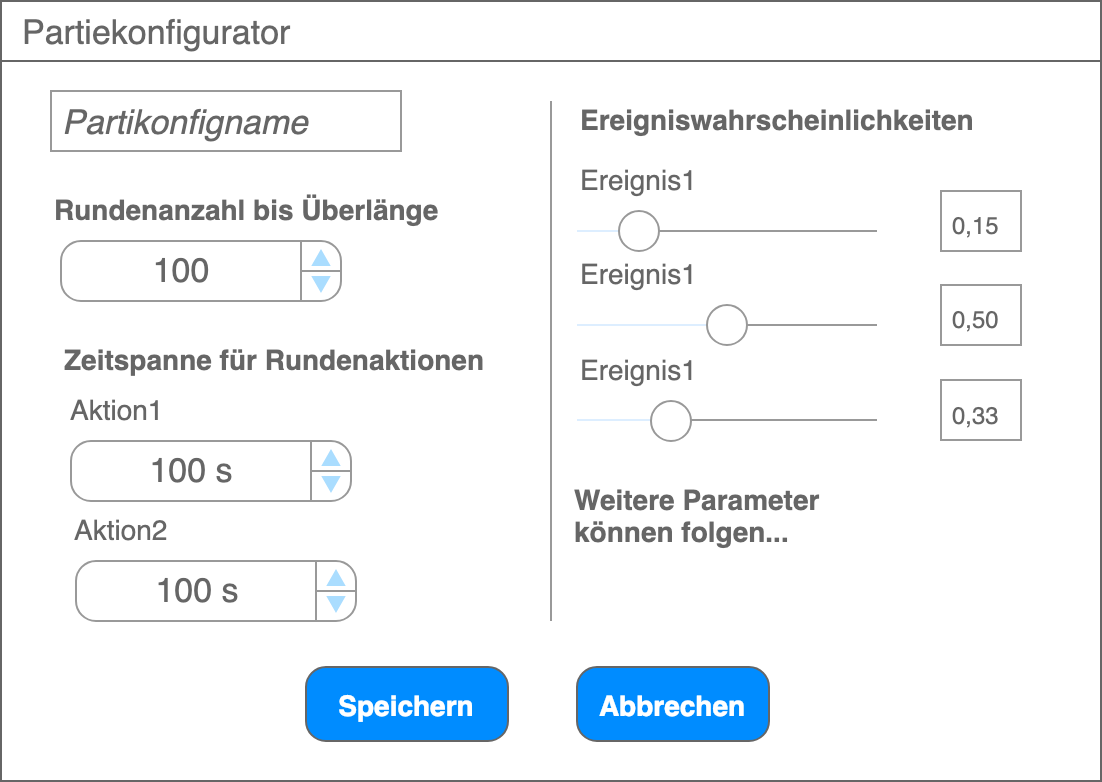 Partiekonfigurator
Partikonfigname
Rundenanzahl bis Überlänge
100
Zeitspanne für Rundenaktionen
Aktion1
100 s
Aktion2
100 s
Ereigniswahrscheinlichkeiten
Ereignis1
0,15
Ereignis1
0,50
Ereignis1
0,33
Weitere Parameter
können folgen...
Speichern
Abbrechen